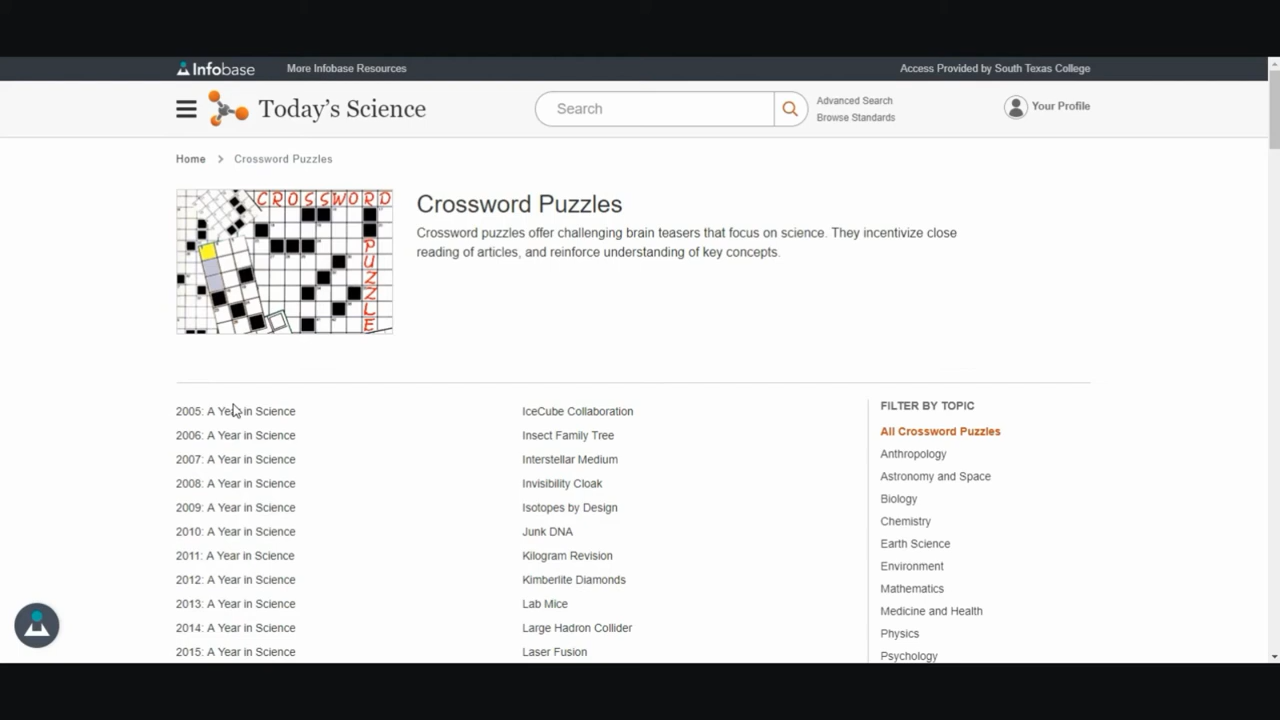 Infobase
More Infobase Resources
Access Provided by South Texas College
Today's Science
Search
Advanced Search
Browse Standards
Your Profile
Home > Crossword Puzzles
CROSSWORD
PUZZLE
Crossword Puzzles
Crossword puzzles offer challenging brain teasers that focus on science. They incentivize close
reading of articles, and reinforce understanding of key concepts.
2005: A Year in Science
2006: A Year in Science
2007: A Year in Science
2008: A Year in Science
2009: A Year in Science
2010: A Year in Science
2011: A Year in Science
2012: A Year in Science
2013: A Year in Science
2014: A Year in Science
2015: A Year in Science
IceCube Collaboration
Insect Family Tree
Interstellar Medium
Invisibility Cloak
Isotopes by Design
Junk DNA
Kilogram Revision
Kimberlite Diamonds
Lab Mice
Large Hadron Collider
Laser Fusion
FILTER BY TOPIC
All Crossword Puzzles
Anthropology
Astronomy and Space
Biology
Chemistry
Earth Science
Environment
Mathematics
Medicine and Health
Physics
Psychology